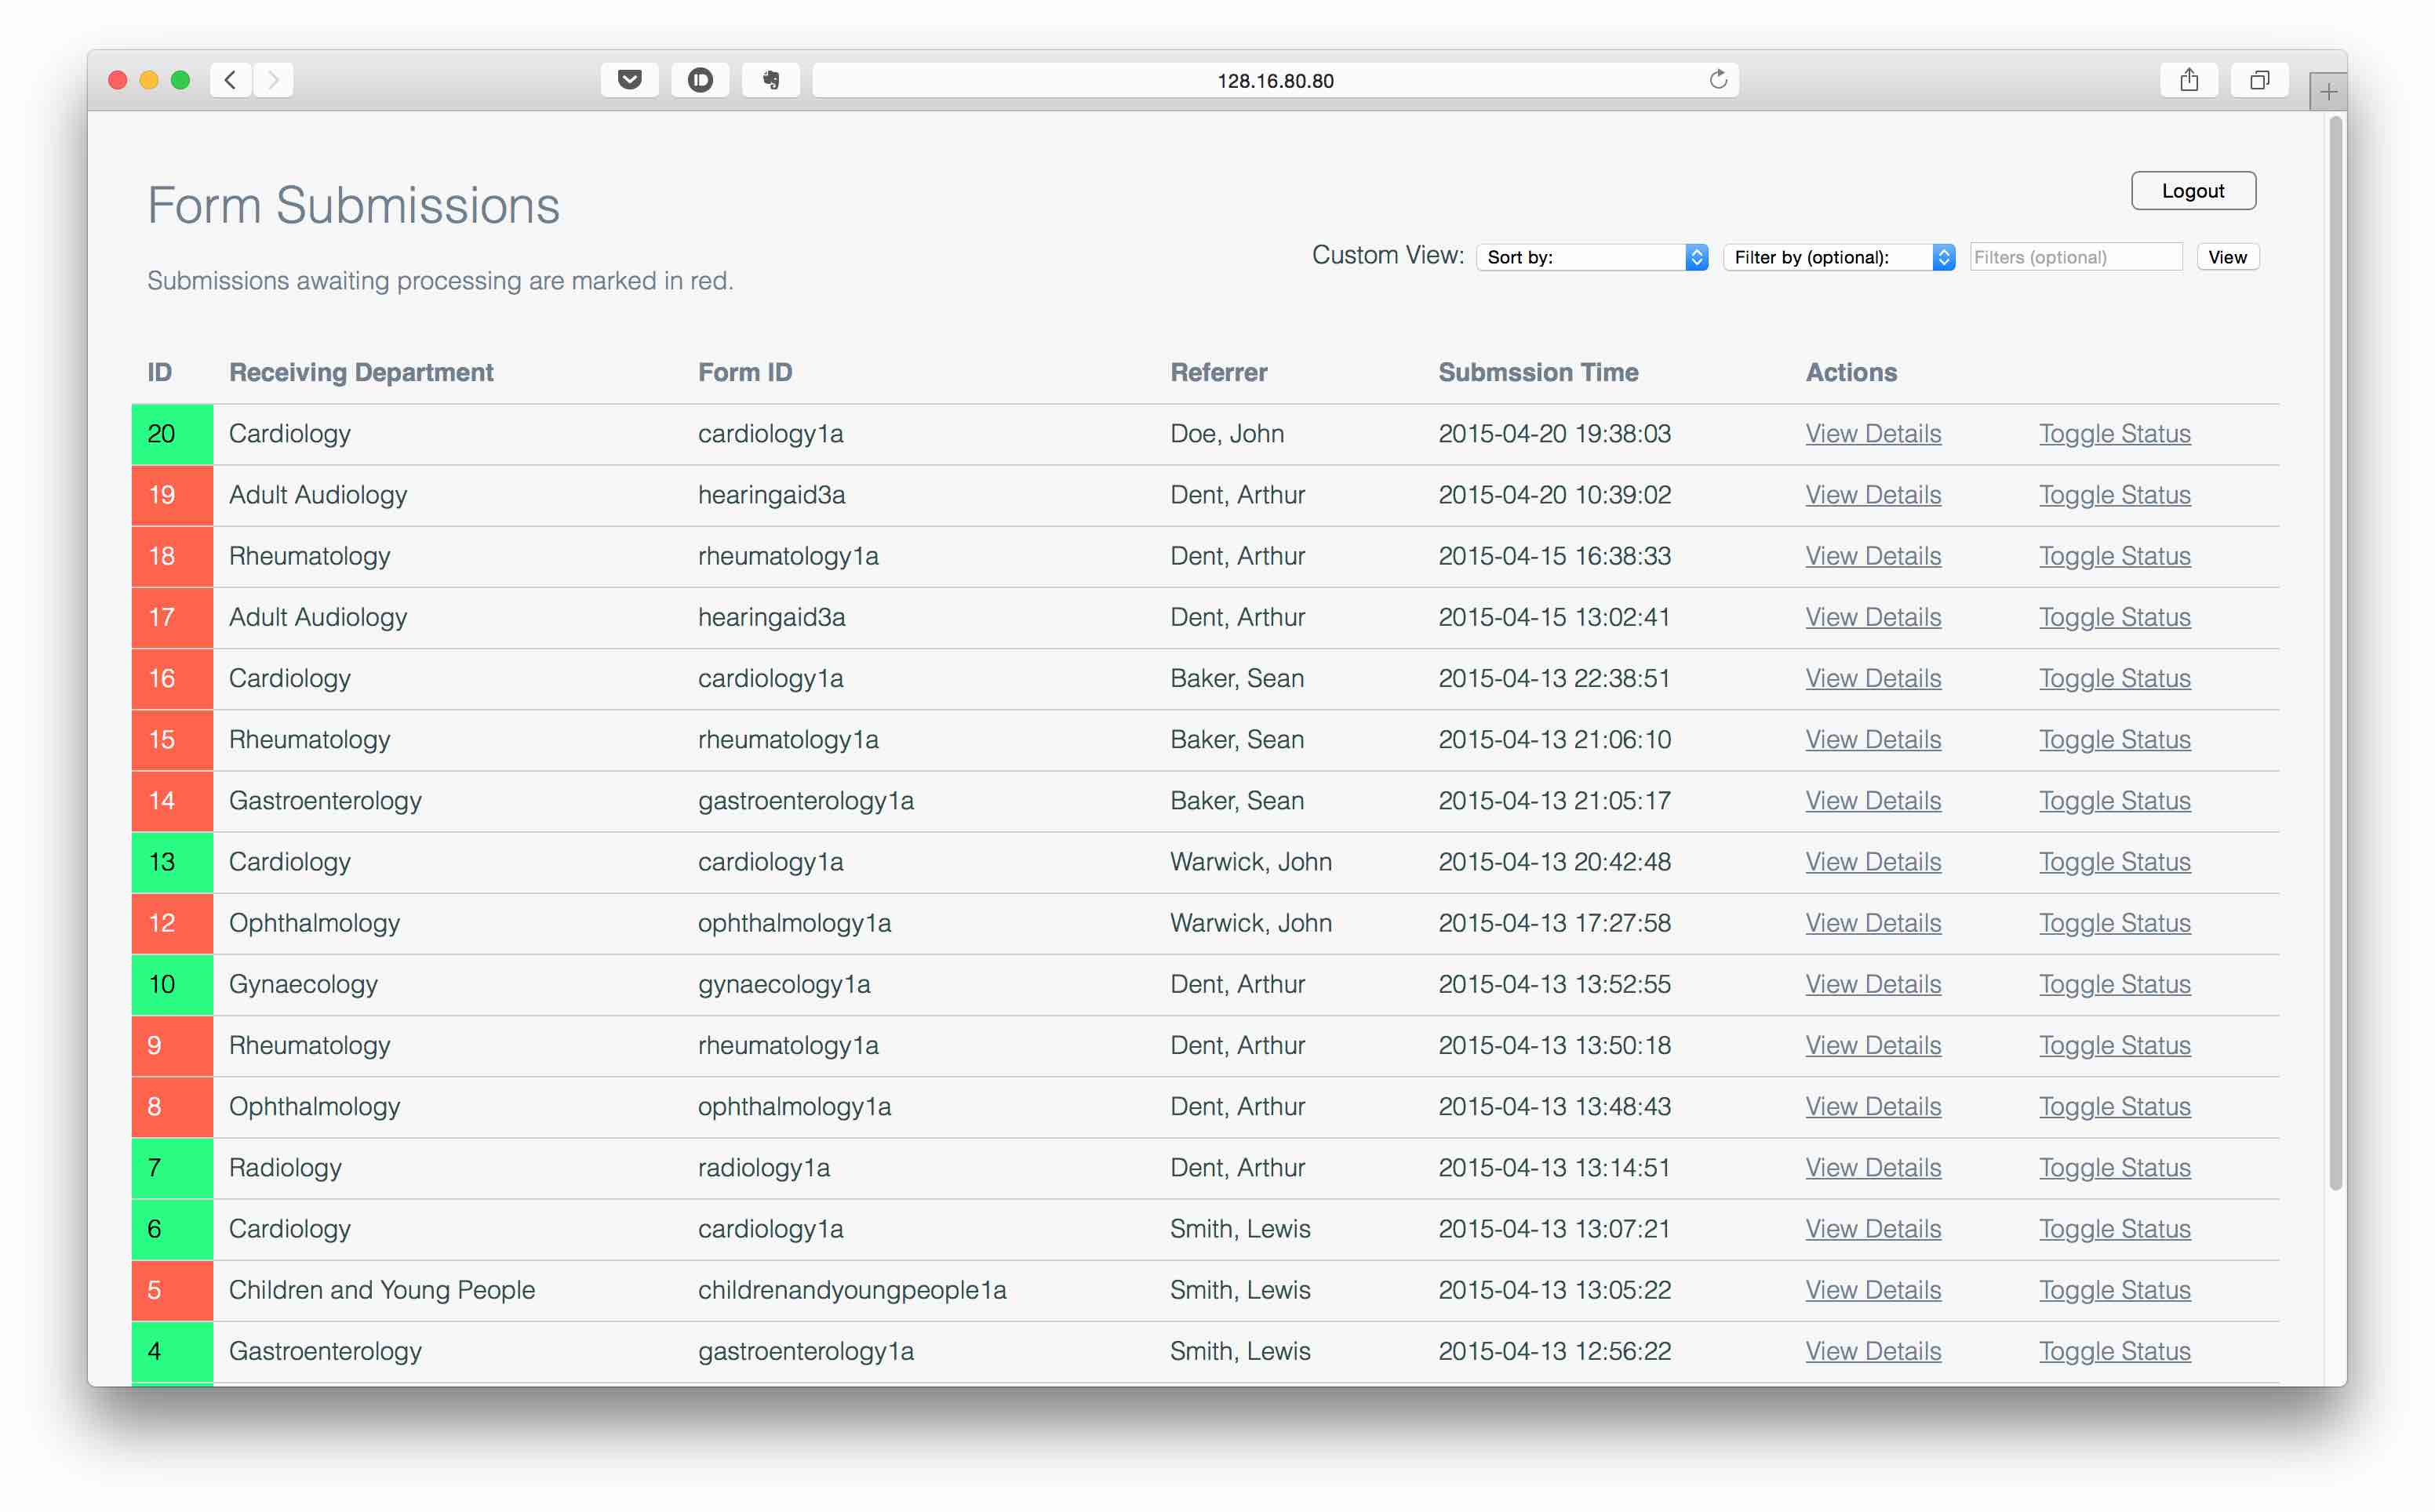 128.16.80.80
Form Submissions
Logout
Custom View: Sort by: Filter by (optional): Filters (optional) View
Submissions awaiting processing are marked in red.
ID Receiving Department Form ID Referrer Submssion Time Actions
20 Cardiology cardiology1a Doe, John 2015-04-20 19:38:03 View Details Toggle Status
19 Adult Audiology hearingaid3a Dent, Arthur 2015-04-20 10:39:02 View Details Toggle Status
18 Rheumatology rheumatology1a Dent, Arthur 2015-04-15 16:38:33 View Details Toggle Status
17 Adult Audiology hearingaid3a Dent, Arthur 2015-04-15 13:02:41 View Details Toggle Status
16 Cardiology cardiology1a Baker, Sean 2015-04-13 22:38:51 View Details Toggle Status
15 Rheumatology rheumatology1a Baker, Sean 2015-04-13 21:06:10 View Details Toggle Status
14 Gastroenterology gastroenterology1a Baker, Sean 2015-04-13 21:05:17 View Details Toggle Status
13 Cardiology cardiology1a Warwick, John 2015-04-13 20:42:48 View Details Toggle Status
12 Ophthalmology ophthalmology1a Warwick, John 2015-04-13 17:27:58 View Details Toggle Status
10 Gynaecology gynaecology1a Dent, Arthur 2015-04-13 13:52:55 View Details Toggle Status
9 Rheumatology rheumatology1a Dent, Arthur 2015-04-13 13:50:18 View Details Toggle Status
8 Ophthalmology ophthalmology1a Dent, Arthur 2015-04-13 13:48:43 View Details Toggle Status
7 Radiology radiology1a Dent, Arthur 2015-04-13 13:14:51 View Details Toggle Status
6 Cardiology cardiology1a Smith, Lewis 2015-04-13 13:07:21 View Details Toggle Status
5 Children and Young People childrenandyoungpeople1a Smith, Lewis 2015-04-13 13:05:22 View Details Toggle Status
4 Gastroenterology gastroenterology1a Smith, Lewis 2015-04-13 12:56:22 View Details Toggle Status